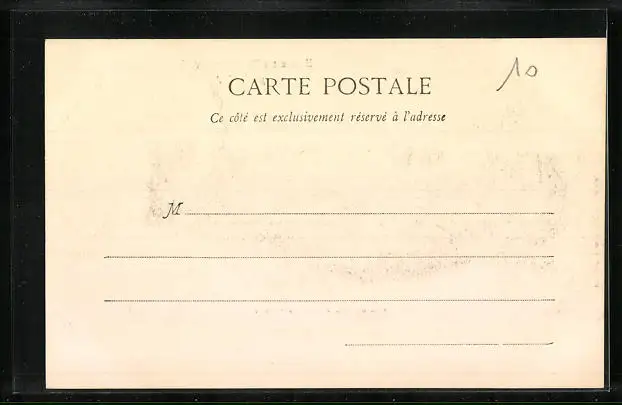 10
CARTE POSTALE
Ce côté est exclusivement réservé à l'adresse
M